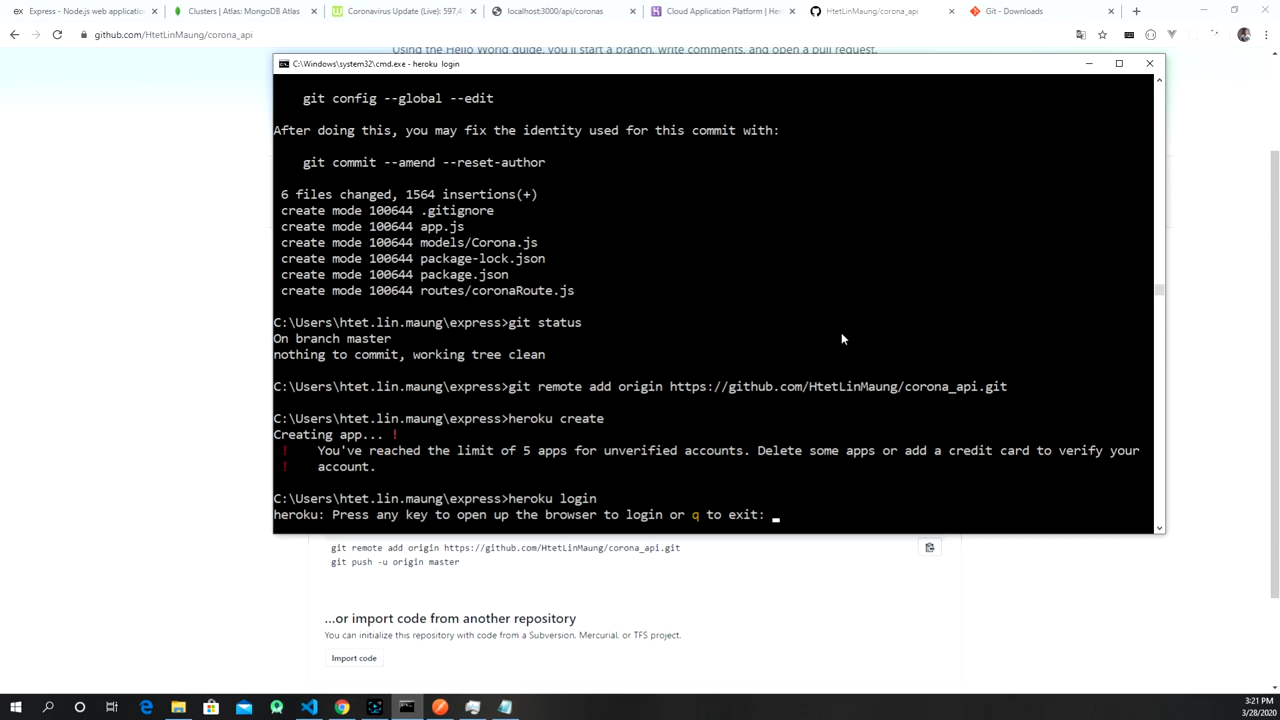 Express - Node.js web applicatio
Clusters | Atlas: MongoDB Atlas
Coronavirus Update (Live): 597,4
localhost:3000/api/coronas
Cloud Application Platform | Her
HtetLinMaung/corona_api
Git - Downloads
github.com/HtetLinMaung/corona_api
Using the Hello World guide, you'll start a branch, write comments, and open a pull request.
C:\Windows\system32\cmd.exe - heroku login
git config --global --edit
After doing this, you may fix the identity used for this commit with:
git commit --amend --reset-author
6 files changed, 1564 insertions(+)
create mode 100644 .gitignore
create mode 100644 app.js
create mode 100644 models/Corona.js
create mode 100644 package-lock.json
create mode 100644 package.json
create mode 100644 routes/coronaRoute.js
C:\Users\htet.lin.maung\express>git status
On branch master
nothing to commit, working tree clean
C:\Users\htet.lin.maung\express>git remote add origin https://github.com/HtetLinMaung/corona_api.git
C:\Users\htet.lin.maung\express>heroku create
Creating app... !
! You've reached the limit of 5 apps for unverified accounts. Delete some apps or add a credit card to verify your
! account.
C:\Users\htet.lin.maung\express>heroku login
heroku: Press any key to open up the browser to login or q to exit:
git remote add origin https://github.com/HtetLinMaung/corona_api.git
git push -u origin master
...or import code from another repository
You can initialize this repository with code from a Subversion, Mercurial, or TFS project.
Import code
3:21 PM
3/28/2020